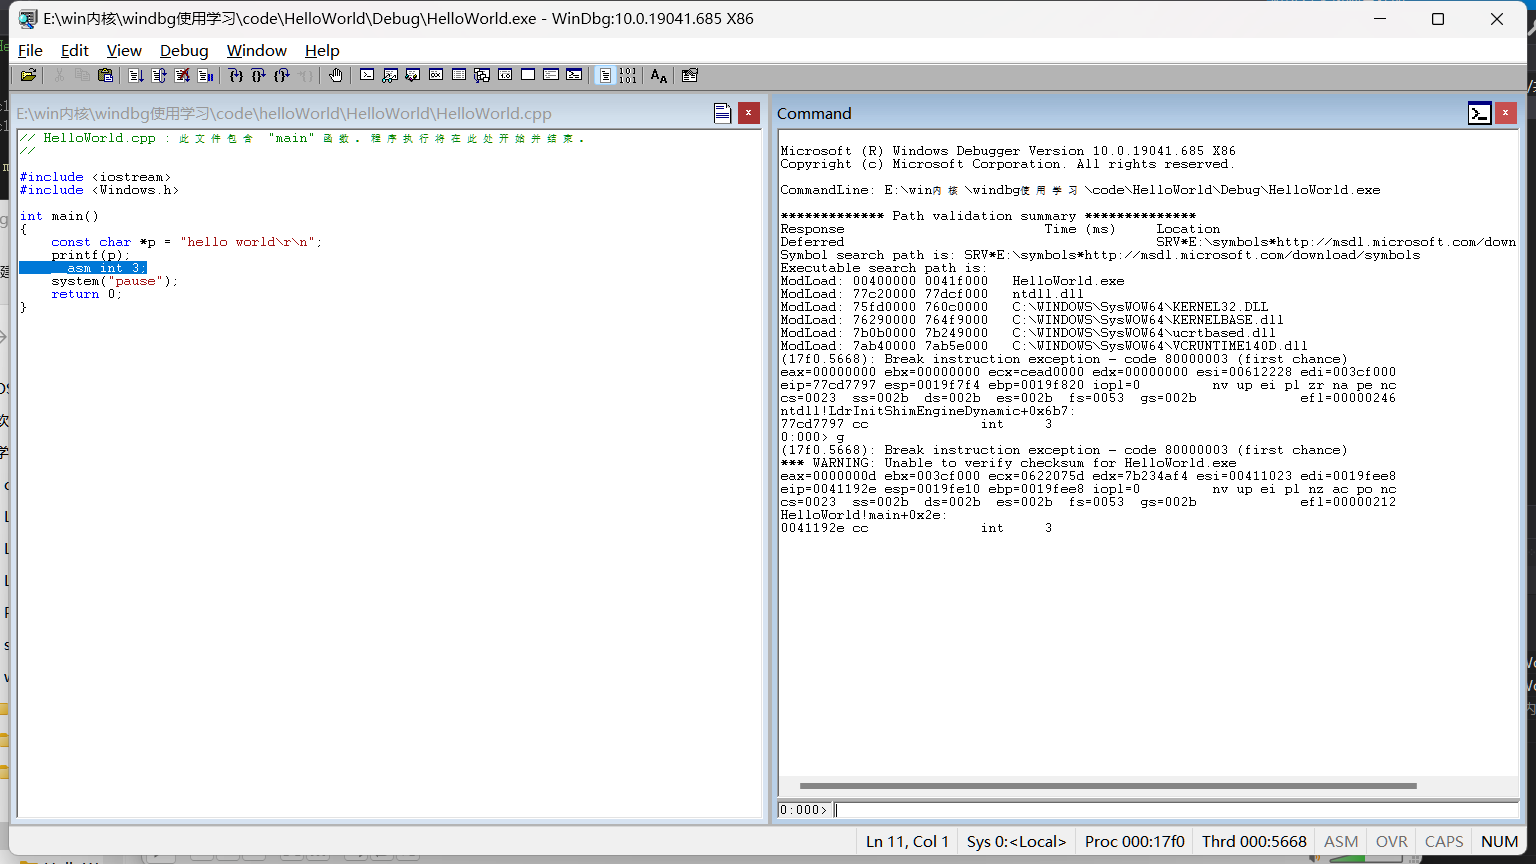 E:\win内核\windbg使用学习\code\HelloWorld\Debug\HelloWorld.exe - WinDbg:10.0.19041.685 X86
File Edit View Debug Window Help
E:\win内核\windbg使用学习\code\helloWorld\HelloWorld\HelloWorld.cpp
// HelloWorld.cpp : 此文件包含 "main" 函数。程序执行将在此处开始并结束。
//
#include <iostream>
#include <Windows.h>
int main()
{
    const char *p = "hello world\r\n";
    printf(p);
    __asm int 3;
    system("pause");
    return 0;
}
Command
Microsoft (R) Windows Debugger Version 10.0.19041.685 X86
Copyright (c) Microsoft Corporation. All rights reserved.
CommandLine: E:\win内核\windbg使用学习\code\HelloWorld\Debug\HelloWorld.exe
************* Path validation summary **************
Response                         Time (ms)     Location
Deferred                                       SRV*E:\symbols*http://msdl.microsoft.com/down
Symbol search path is: SRV*E:\symbols*http://msdl.microsoft.com/download/symbols
Executable search path is:
ModLoad: 00400000 0041f000   HelloWorld.exe
ModLoad: 77c20000 77dcf000   ntdll.dll
ModLoad: 75fd0000 760c0000   C:\WINDOWS\SysWOW64\KERNEL32.DLL
ModLoad: 76290000 764f9000   C:\WINDOWS\SysWOW64\KERNELBASE.dll
ModLoad: 7b0b0000 7b249000   C:\WINDOWS\SysWOW64\ucrtbased.dll
ModLoad: 7ab40000 7ab5e000   C:\WINDOWS\SysWOW64\VCRUNTIME140D.dll
(17f0.5668): Break instruction exception - code 80000003 (first chance)
eax=00000000 ebx=00000000 ecx=cead0000 edx=00000000 esi=00612228 edi=003cf000
eip=77cd7797 esp=0019f7f4 ebp=0019f820 iopl=0         nv up ei pl zr na pe nc
cs=0023  ss=002b  ds=002b  es=002b  fs=0053  gs=002b             efl=00000246
ntdll!LdrInitShimEngineDynamic+0x6b7:
77cd7797 cc              int     3
0:000> g
(17f0.5668): Break instruction exception - code 80000003 (first chance)
*** WARNING: Unable to verify checksum for HelloWorld.exe
eax=0000000d ebx=003cf000 ecx=0622075d edx=7b234af4 esi=00411023 edi=0019fee8
eip=0041192e esp=0019fe10 ebp=0019fee8 iopl=0         nv up ei pl nz ac po nc
cs=0023  ss=002b  ds=002b  es=002b  fs=0053  gs=002b             efl=00000212
HelloWorld!main+0x2e:
0041192e cc              int     3
0:000>
Ln 11, Col 1 Sys 0:<Local> Proc 000:17f0 Thrd 000:5668 ASM OVR CAPS NUM